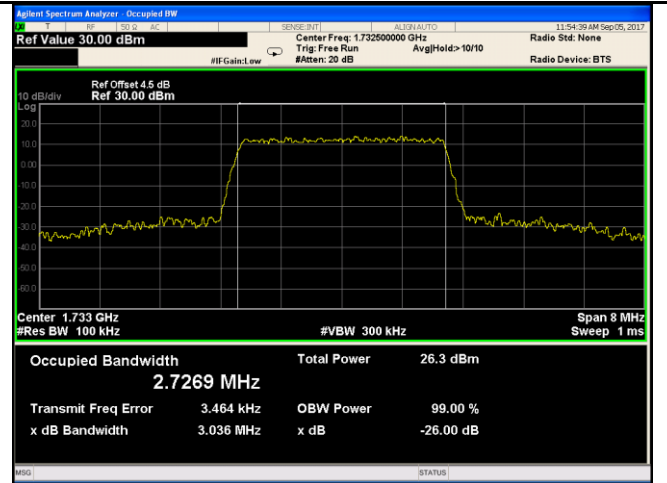 Agilent Spectrum Analyzer - Occupied BW
T RF 50 Ω AC SENSE:INT ALIGN AUTO 11:54:39 AM Sep 05, 2017
Ref Value 30.00 dBm Center Freq: 1.732500000 GHz Radio Std: None
Trig: Free Run Avg|Hold:>10/10
#IFGain:Low #Atten: 20 dB Radio Device: BTS
Ref Offset 4.5 dB
10 dB/div Ref 30.00 dBm
Log
20.0
10.0
0.00
-10.0
-20.0
-30.0
-40.0
-50.0
-60.0
Center 1.733 GHz Span 8 MHz
#Res BW 100 kHz #VBW 300 kHz Sweep 1 ms
Occupied Bandwidth Total Power 26.3 dBm
2.7269 MHz
Transmit Freq Error 3.464 kHz OBW Power 99.00 %
x dB Bandwidth 3.036 MHz x dB -26.00 dB
MSG STATUS